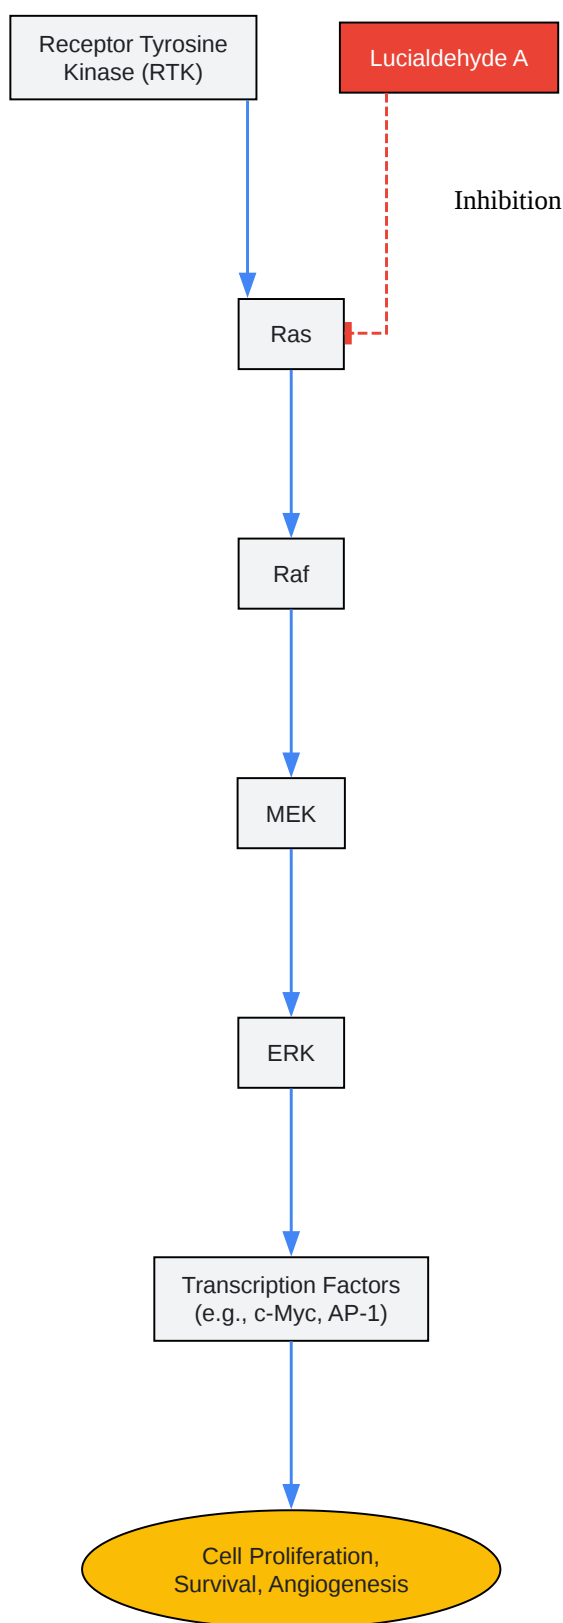 Receptor Tyrosine
Kinase (RTK)
Lucialdehyde A
Inhibition
Ras
Raf
MEK
ERK
Transcription Factors
(e.g., c-Myc, AP-1)
Cell Proliferation,
Survival, Angiogenesis